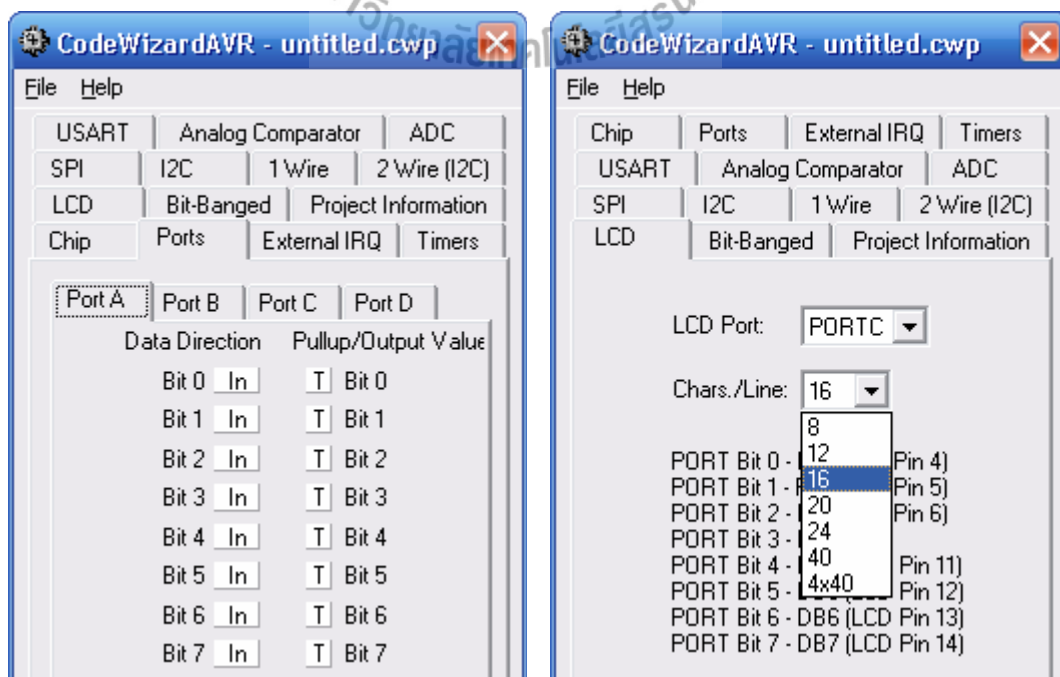 CodeWizardAVR - untitled.cwp
File Help
USART Analog Comparator ADC
SPI I2C 1 Wire 2 Wire (I2C)
LCD Bit-Banged Project Information
Chip Ports External IRQ Timers
Port A Port B Port C Port D
Data Direction Pullup/Output Value
Bit 0 In T Bit 0
Bit 1 In T Bit 1
Bit 2 In T Bit 2
Bit 3 In T Bit 3
Bit 4 In T Bit 4
Bit 5 In T Bit 5
Bit 6 In T Bit 6
Bit 7 In T Bit 7
CodeWizardAVR - untitled.cwp
File Help
Chip Ports External IRQ Timers
USART Analog Comparator ADC
SPI I2C 1 Wire 2 Wire (I2C)
LCD Bit-Banged Project Information
LCD Port: PORTC
Chars./Line: 16
8
12
16
20
24
40
4x40
PORT Bit 0 - Pin 4)
PORT Bit 1 - Pin 5)
PORT Bit 2 - Pin 6)
PORT Bit 3 -
PORT Bit 4 - Pin 11)
PORT Bit 5 - Pin 12)
PORT Bit 6 - DB6 (LCD Pin 13)
PORT Bit 7 - DB7 (LCD Pin 14)